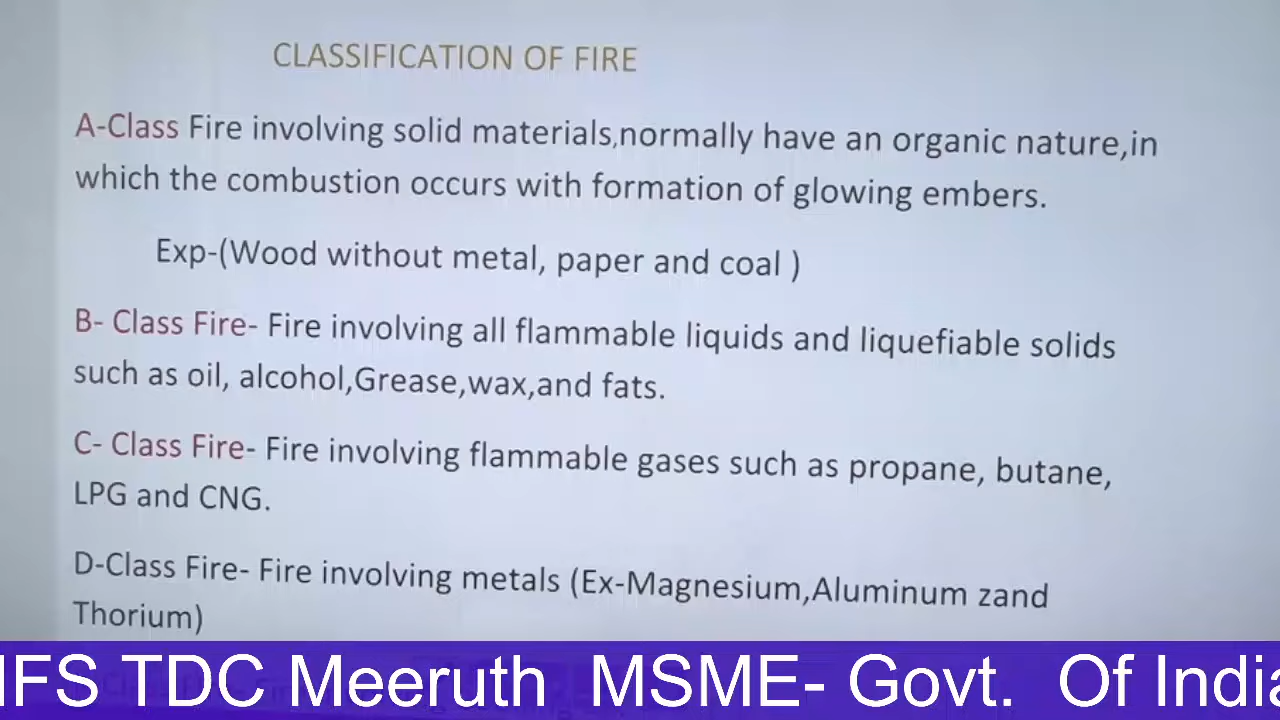 CLASSIFICATION OF FIRE
A-Class Fire involving solid materials,normally have an organic nature,in
which the combustion occurs with formation of glowing embers.
Exp-(Wood without metal, paper and coal )
B- Class Fire- Fire involving all flammable liquids and liquefiable solids
such as oil, alcohol,Grease,wax,and fats.
C- Class Fire- Fire involving flammable gases such as propane, butane,
LPG and CNG.
D-Class Fire- Fire involving metals (Ex-Magnesium,Aluminum zand
Thorium)
IFS TDC Meeruth MSME- Govt. Of India